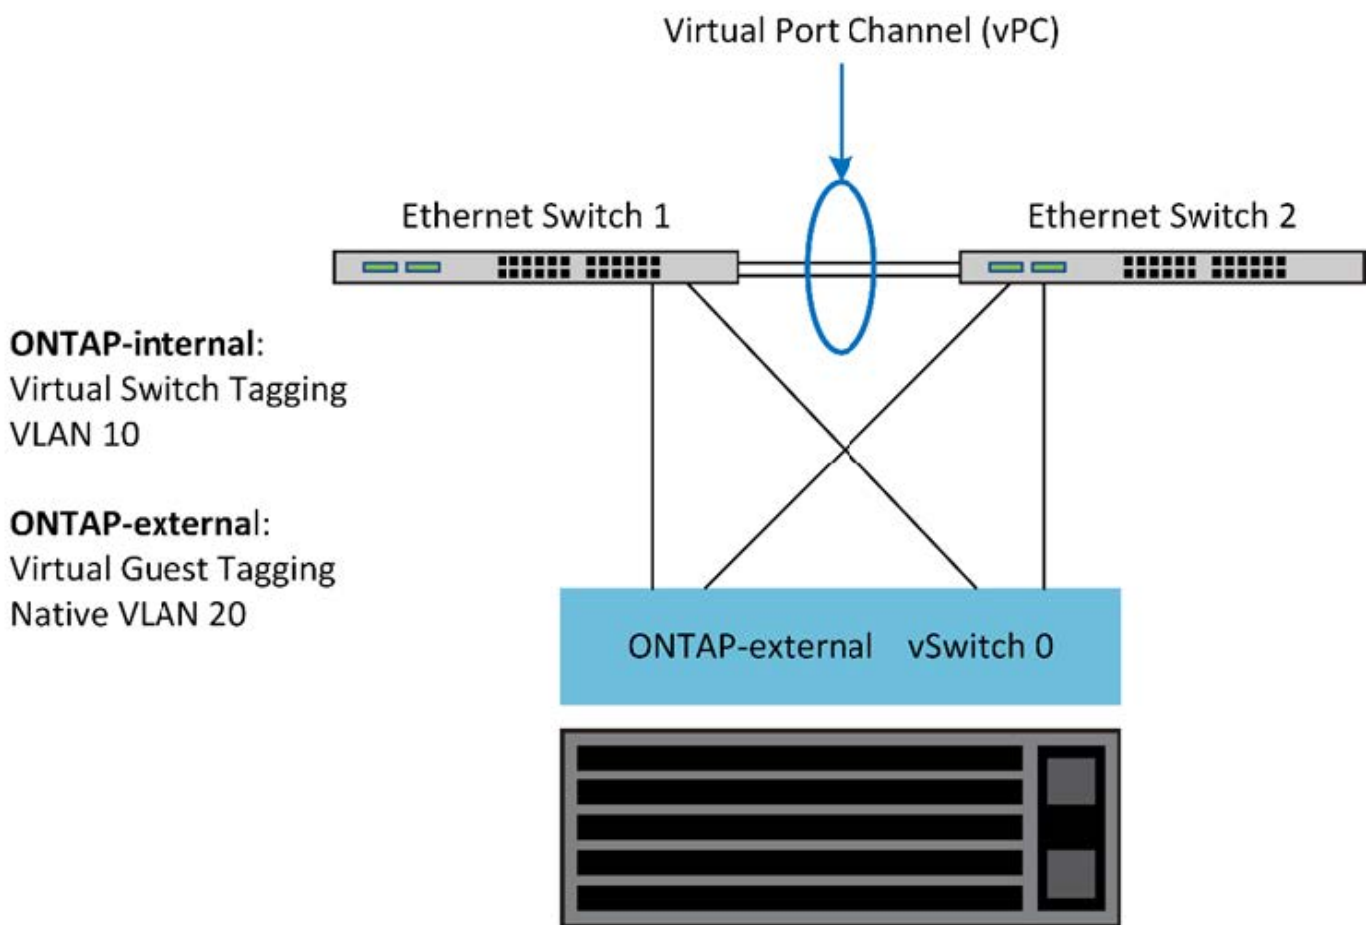 Virtual Port Channel (vPC)
Ethernet Switch 1
Ethernet Switch 2
ONTAP-internal:
Virtual Switch Tagging
VLAN 10
ONTAP-external:
Virtual Guest Tagging
Native VLAN 20
ONTAP-external vSwitch 0